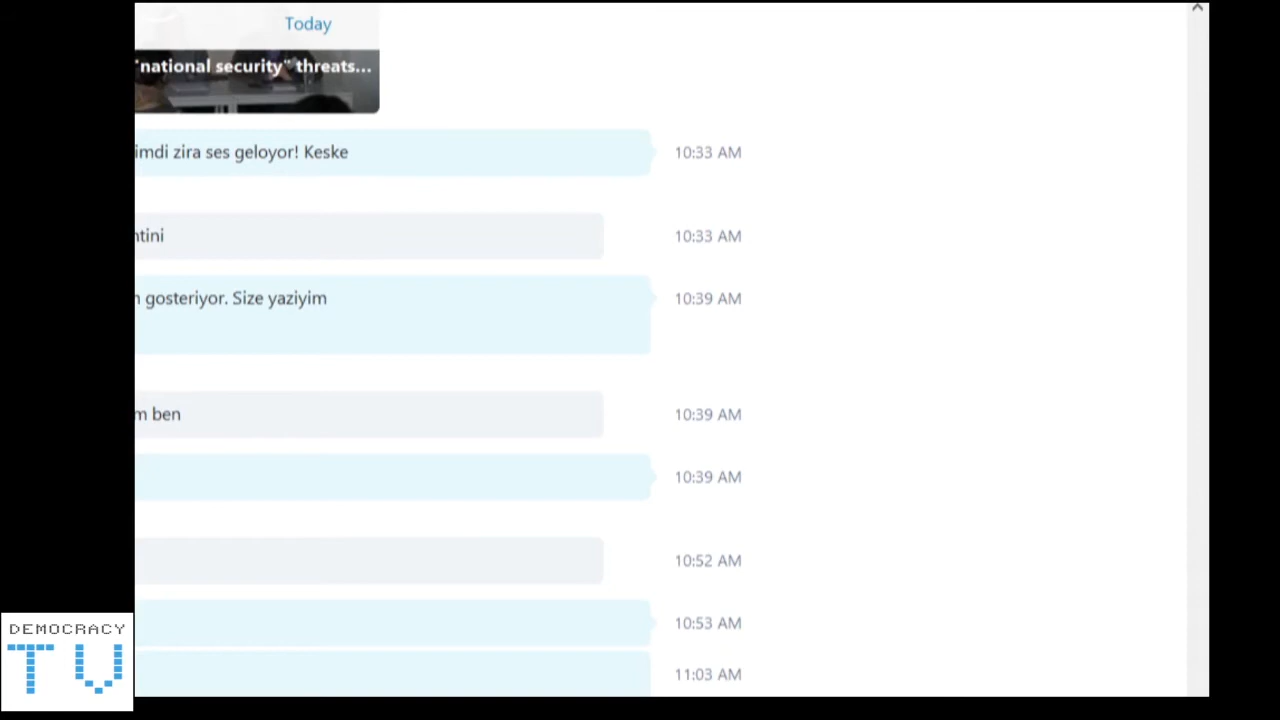 Today
"national security" threats...
imdi zira ses geloyor! Keske
10:33 AM
ntini
10:33 AM
gosteriyor. Size yaziyim
10:39 AM
m ben
10:39 AM
10:39 AM
10:52 AM
10:53 AM
11:03 AM
DEMOCRACY
TV